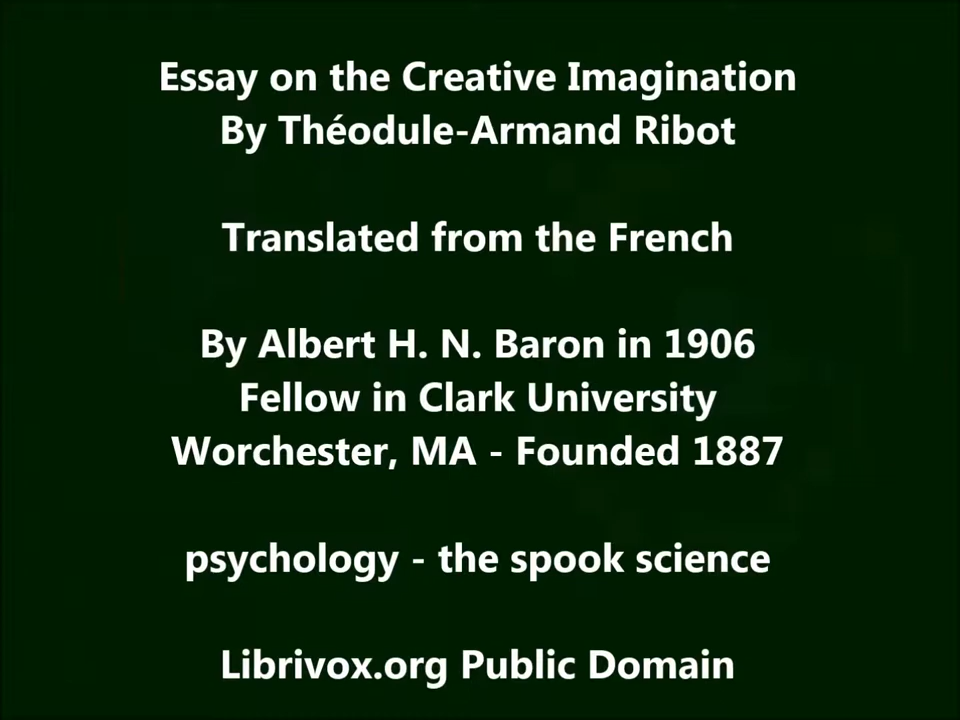 Essay on the Creative Imagination
By Théodule-Armand Ribot
Translated from the French
By Albert H. N. Baron in 1906
Fellow in Clark University
Worchester, MA - Founded 1887
psychology - the spook science
Librivox.org Public Domain